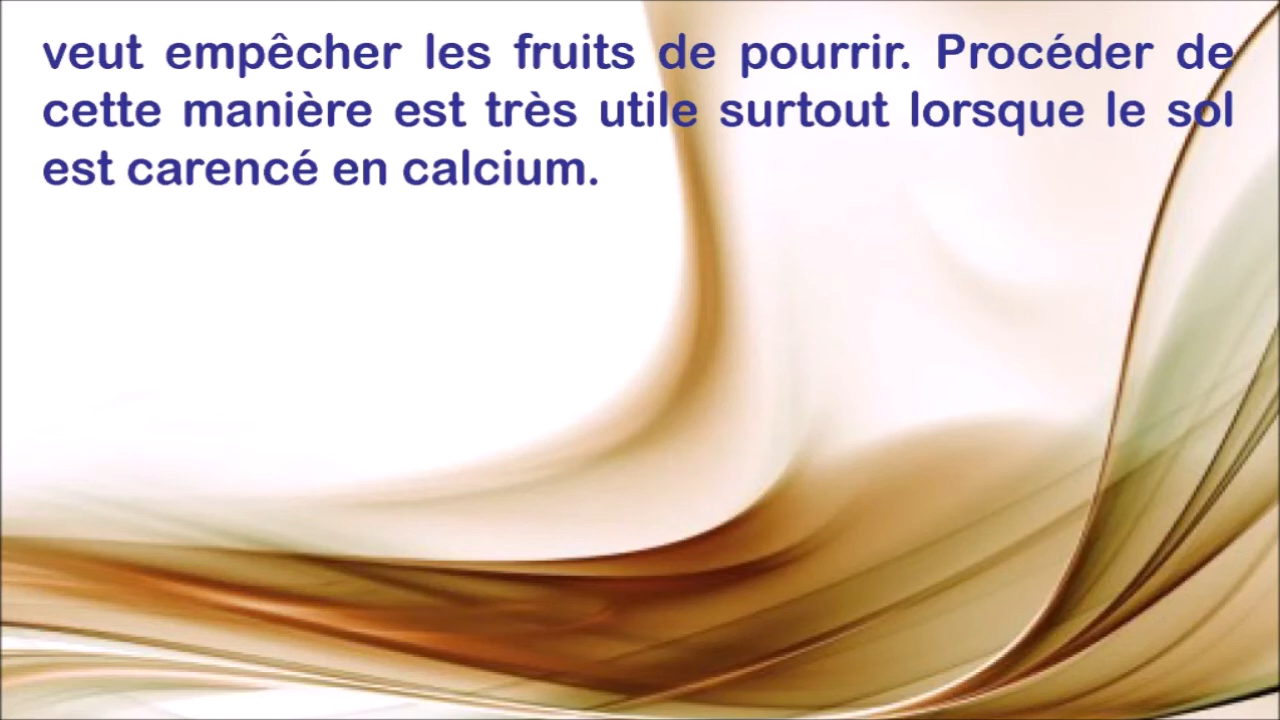 veut empêcher les fruits de pourrir. Procéder de
cette manière est très utile surtout lorsque le sol
est carencé en calcium.